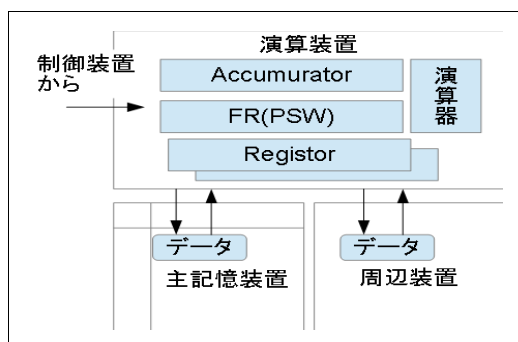 演算装置
制御装置
から
Accumurator
演算器
FR(PSW)
Registor
データ
データ
主記憶装置
周辺装置